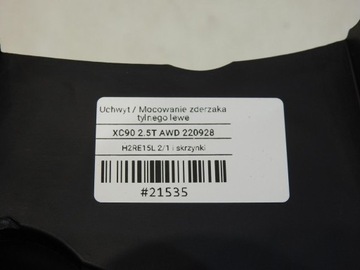 Uchwyt / Mocowanie zderzaka
tylnego lewe
XC90 2.5T AWD 220928
H2RE15L 2/1 i skrzynki
#21535